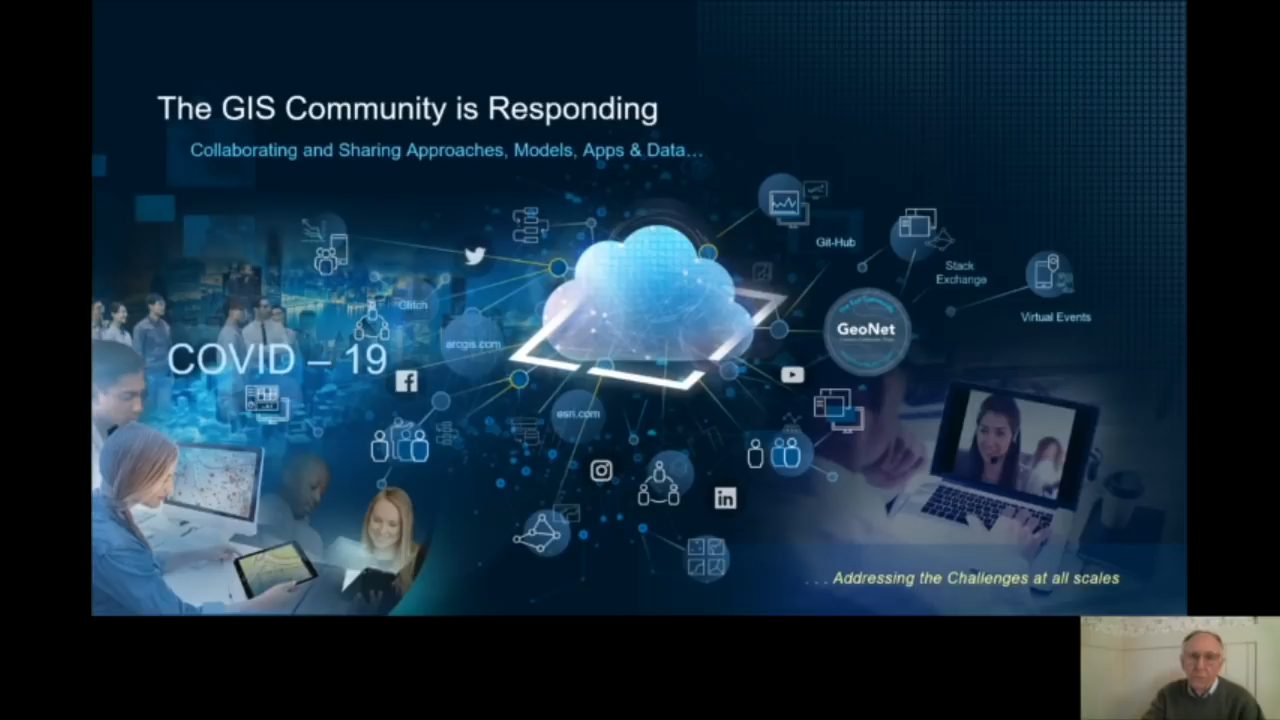 The GIS Community is Responding
Collaborating and Sharing Approaches, Models, Apps & Data...
Git-Hub
Stack
Exchange
Glitch
Virtual Events
GeoNet
arcgis.com
COVID – 19
esri.com
in
. . . Addressing the Challenges at all scales